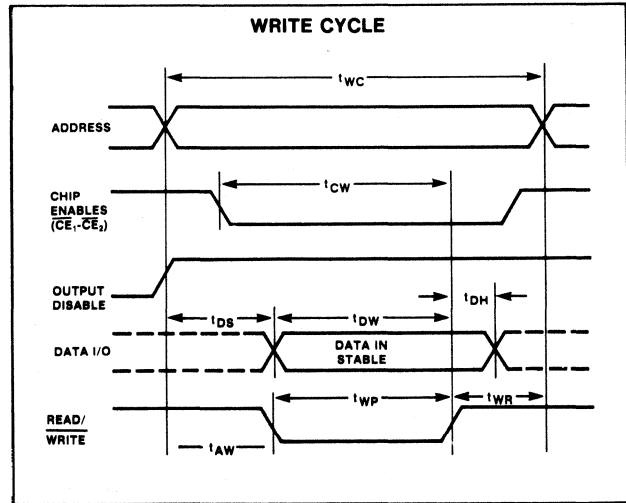 WRITE CYCLE
tWC
ADDRESS
tCW
CHIP
ENABLES
(CE1-CE2)
OUTPUT
DISABLE
tDH
tDS
tDW
DATA I/O
DATA IN
STABLE
tWP
tWR
READ/
WRITE
tAW